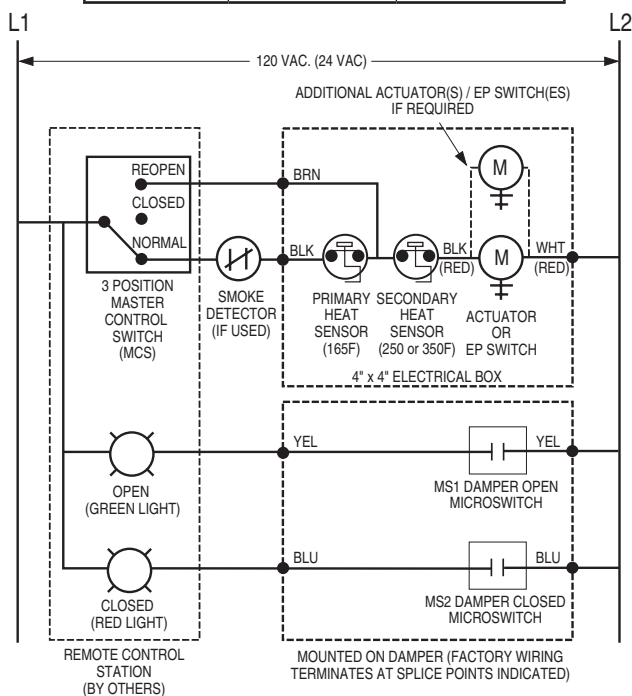 L1
L2
120 VAC. (24 VAC)
ADDITIONAL ACTUATOR(S) / EP SWITCH(ES)
IF REQUIRED
REOPEN
CLOSED
NORMAL
3 POSITION
MASTER
CONTROL
SWITCH
(MCS)
SMOKE
DETECTOR
(IF USED)
BRN
BLK
PRIMARY
HEAT
SENSOR
(165F)
SECONDARY
HEAT
SENSOR
(250 or 350F)
BLK
(RED)
M
M
WHT
(RED)
ACTUATOR
OR
EP SWITCH
4" x 4" ELECTRICAL BOX
OPEN
(GREEN LIGHT)
YEL
YEL
MS1 DAMPER OPEN
MICROSWITCH
CLOSED
(RED LIGHT)
BLU
BLU
MS2 DAMPER CLOSED
MICROSWITCH
REMOTE CONTROL
STATION
(BY OTHERS)
MOUNTED ON DAMPER (FACTORY WIRING
TERMINATES AT SPLICE POINTS INDICATED)